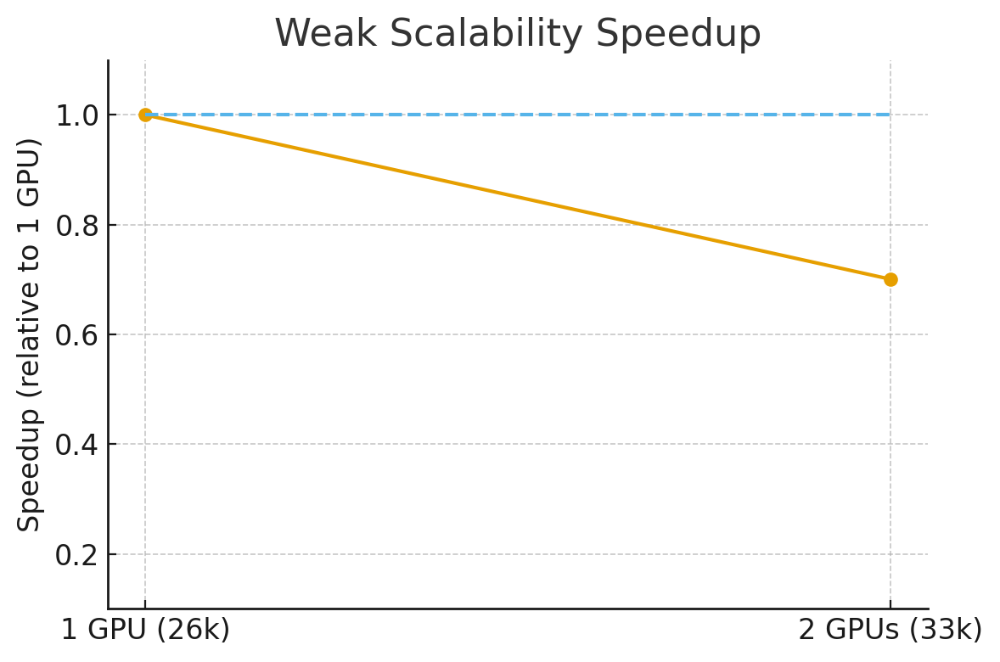 Weak Scalability Speedup
Speedup (relative to 1 GPU)
1.0
0.8
0.6
0.4
0.2
1 GPU (26k)
2 GPUs (33k)